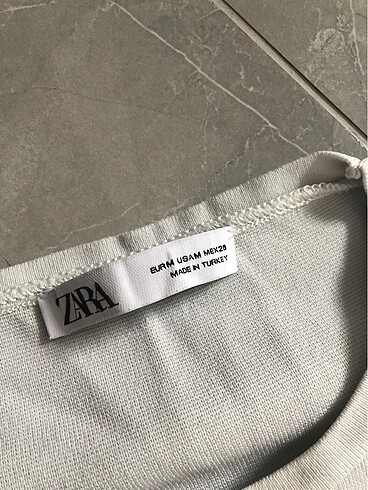 ZARA
EUR M USA M MEX 28
MADE IN TURKEY